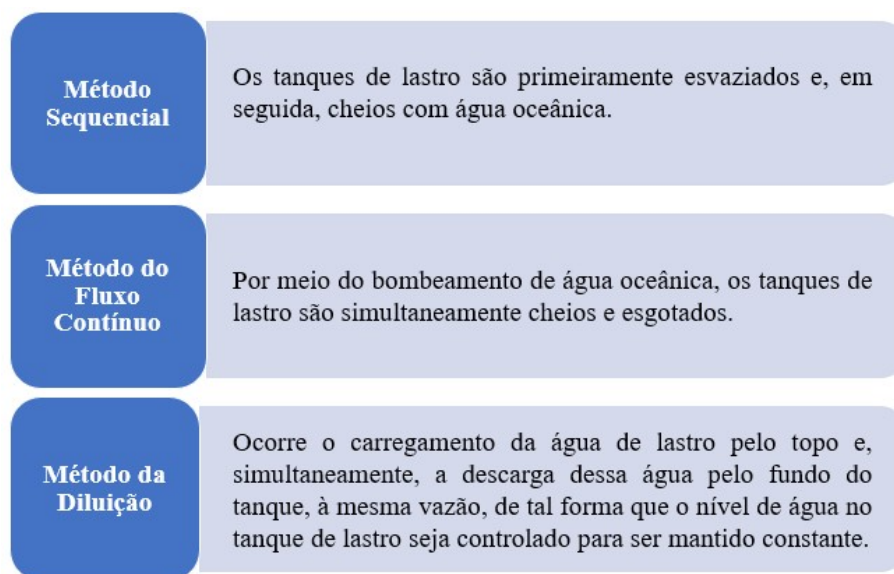 Método
Sequencial
Os tanques de lastro são primeiramente esvaziados e, em
seguida, cheios com água oceânica.
Método do
Fluxo
Contínuo
Por meio do bombeamento de água oceânica, os tanques de
lastro são simultaneamente cheios e esgotados.
Método da
Diluição
Ocorre o carregamento da água de lastro pelo topo e,
simultaneamente, a descarga dessa água pelo fundo do
tanque, à mesma vazão, de tal forma que o nível de água no
tanque de lastro seja controlado para ser mantido constante.